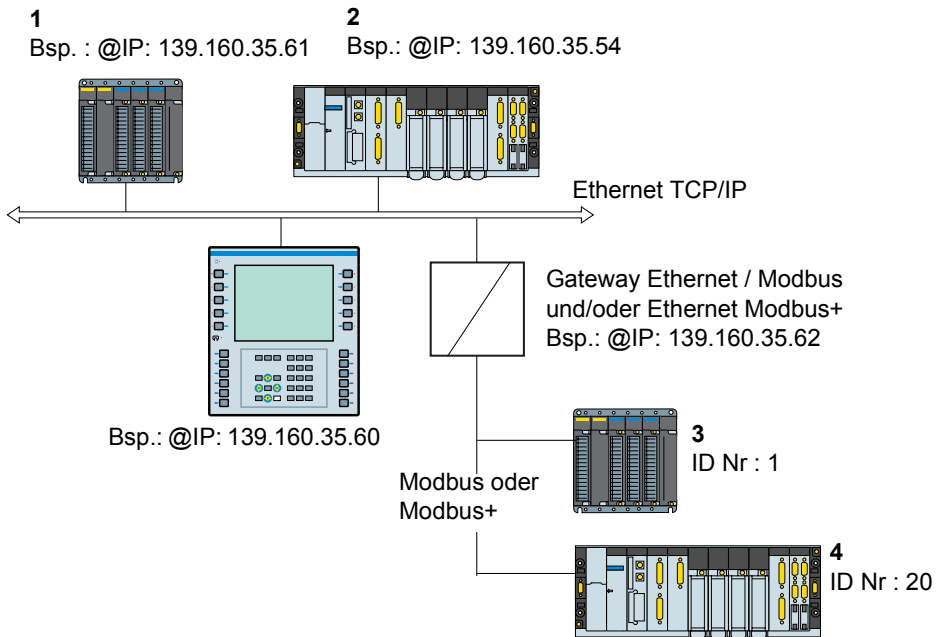 1
Bsp. : @IP: 139.160.35.61
2
Bsp.: @IP: 139.160.35.54
Ethernet TCP/IP
Gateway Ethernet / Modbus
und/oder Ethernet Modbus+
Bsp.: @IP: 139.160.35.62
Bsp.: @IP: 139.160.35.60
3
ID Nr : 1
Modbus oder
Modbus+
4
ID Nr : 20